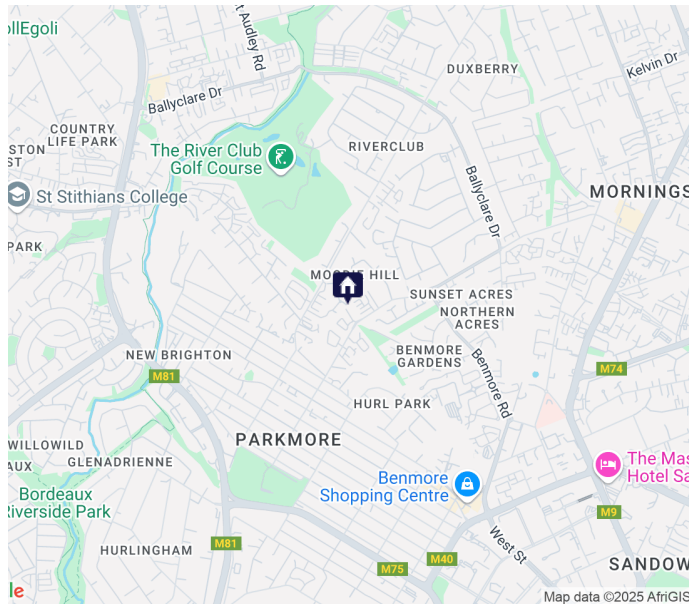 ollEgoli
t Audley Rd
DUXBERRY
Kelvin Dr
Ballyclare Dr
COUNTRY
LIFE PARK
STON
ST
The River Club
Golf Course
RIVERCLUB
Ballyclare Dr
St Stithians College
MORNINGS
PARK
MOODIE HILL
SUNSET ACRES
NORTHERN
ACRES
NEW BRIGHTON
BENMORE
GARDENS
M81
M74
Benmore Rd
HURL PARK
WILLOWILD
AUX
GLENADRIENNE
PARKMORE
The Mas
Hotel Sa
Benmore
Shopping Centre
Bordeaux
Riverside Park
M9
HURLINGHAM
M81
West St
M40
M75
SANDOW
le
Map data ©2025 AfriGIS